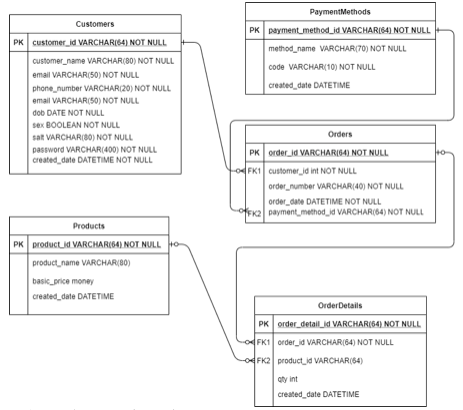 Customers
PK customer_id VARCHAR(64) NOT NULL
customer_name VARCHAR(80) NOT NULL
email VARCHAR(50) NOT NULL
phone_number VARCHAR(20) NOT NULL
email VARCHAR(50) NOT NULL
dob DATE NOT NULL
sex BOOLEAN NOT NULL
salt VARCHAR(80) NOT NULL
password VARCHAR(400) NOT NULL
created_date DATETIME NOT NULL
PaymentMethods
PK payment_method_id VARCHAR(64) NOT NULL
method_name VARCHAR(70) NOT NULL
code VARCHAR(10) NOT NULL
created_date DATETIME
Orders
PK order_id VARCHAR(64) NOT NULL
FK1 customer_id int NOT NULL
order_number VARCHAR(40) NOT NULL
order_date DATETIME NOT NULL
FK2 payment_method_id VARCHAR(64) NOT NULL
Products
PK product_id VARCHAR(64) NOT NULL
product_name VARCHAR(80)
basic_price money
created_date DATETIME
OrderDetails
PK order_detail_id VARCHAR(64) NOT NULL
FK1 order_id VARCHAR(64) NOT NULL
FK2 product_id VARCHAR(64)
qty int
created_date DATETIME